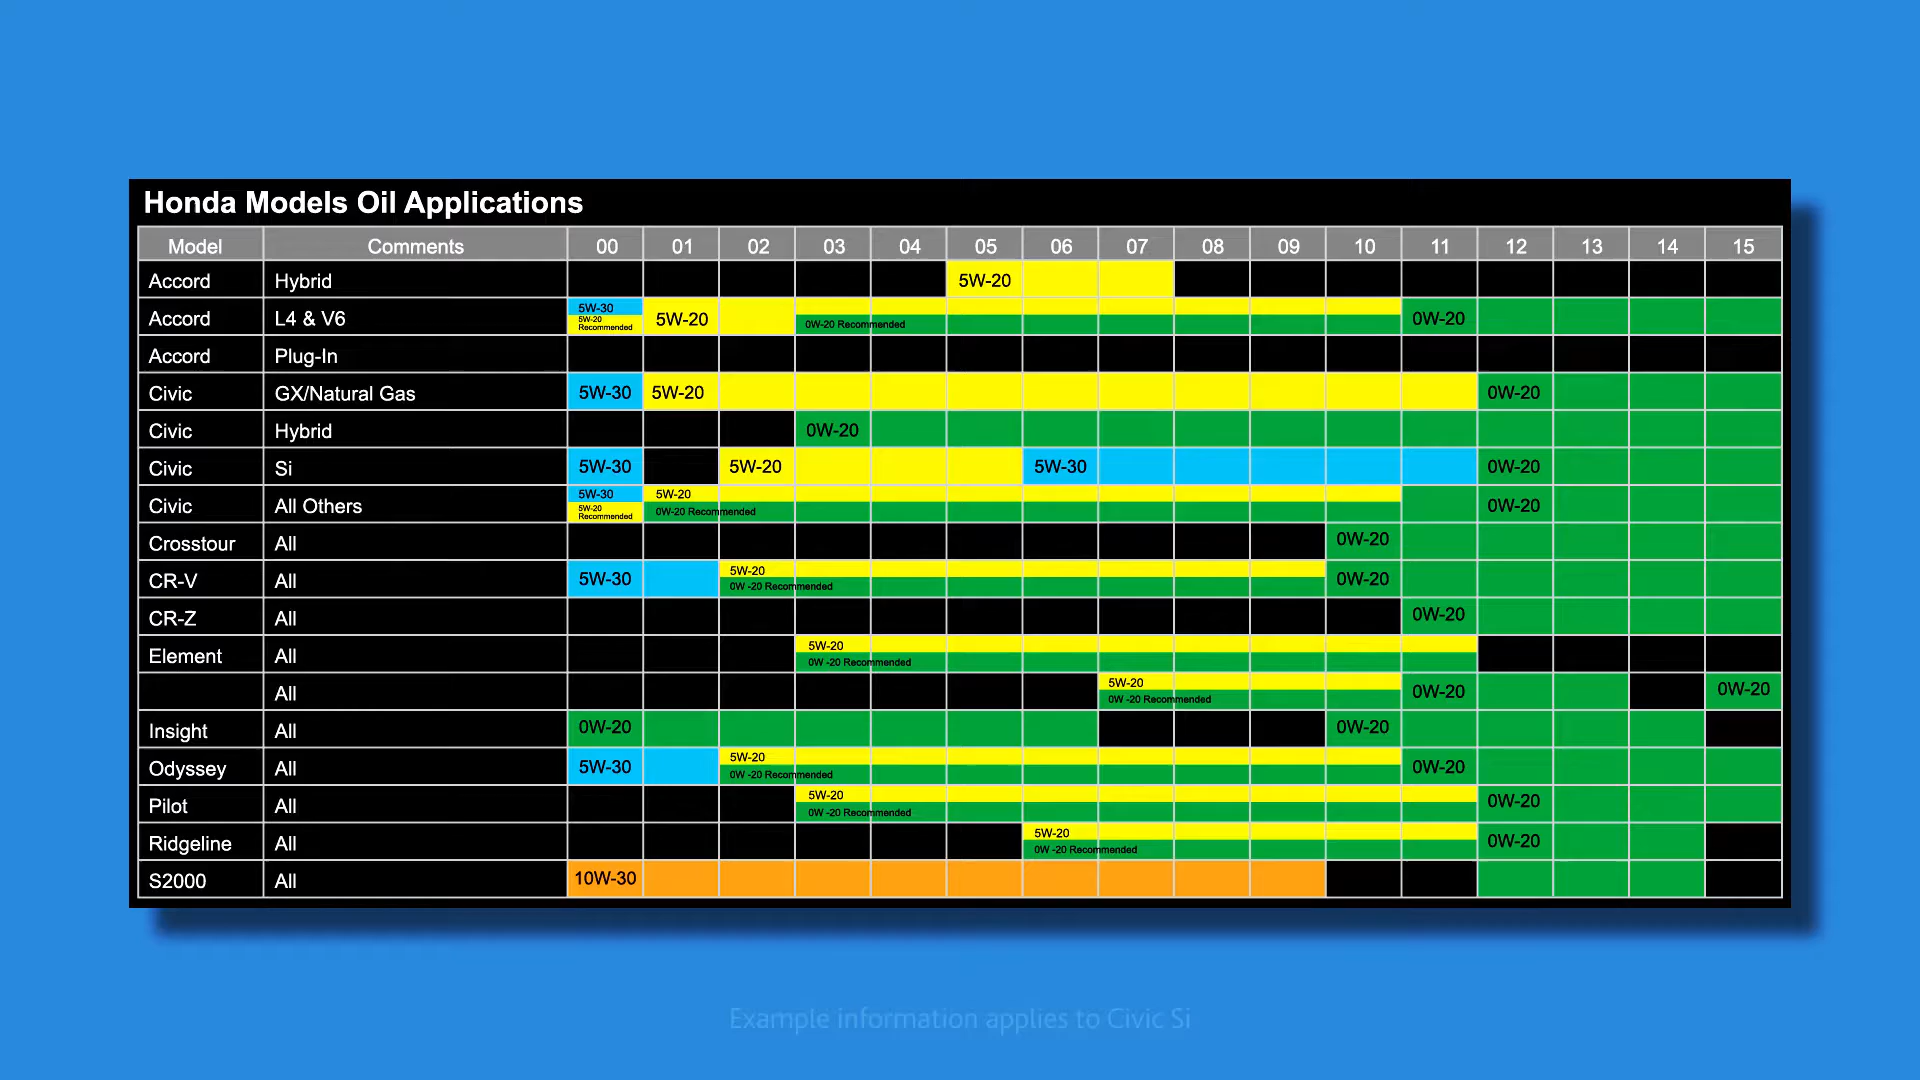 Honda Models Oil Applications
Model Comments 00 01 02 03 04 05 06 07 08 09 10 11 12 13 14 15
Accord Hybrid 5W-20
Accord L4 & V6 5W-30 5W-20 Recommended 5W-20 0W-20 Recommended 0W-20
Accord Plug-In
Civic GX/Natural Gas 5W-30 5W-20 0W-20
Civic Hybrid 0W-20
Civic Si 5W-30 5W-20 5W-30 0W-20
Civic All Others 5W-30 5W-20 Recommended 5W-20 0W-20 Recommended 0W-20
Crosstour All 0W-20
CR-V All 5W-30 5W-20 0W -20 Recommended 0W-20
CR-Z All 0W-20
Element All 5W-20 0W -20 Recommended
All 5W-20 0W -20 Recommended 0W-20 0W-20
Insight All 0W-20 0W-20
Odyssey All 5W-30 5W-20 0W -20 Recommended 0W-20
Pilot All 5W-20 0W -20 Recommended 0W-20
Ridgeline All 5W-20 0W -20 Recommended 0W-20
S2000 All 10W-30
Example information applies to Civic Si